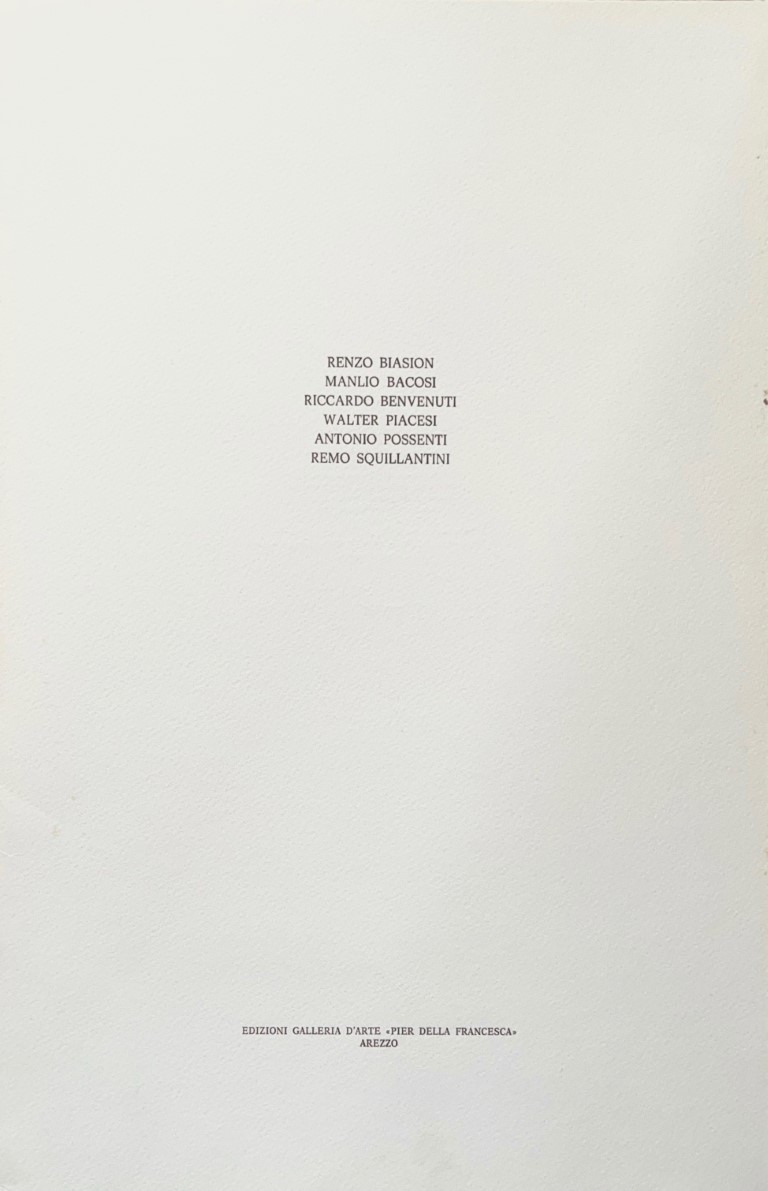 RENZO BIASION
MANLIO BACOSI
RICCARDO BENVENUTI
WALTER PIACESI
ANTONIO POSSENTI
REMO SQUILLANTINI
EDIZIONI GALLERIA D'ARTE «PIER DELLA FRANCESCA»
AREZZO